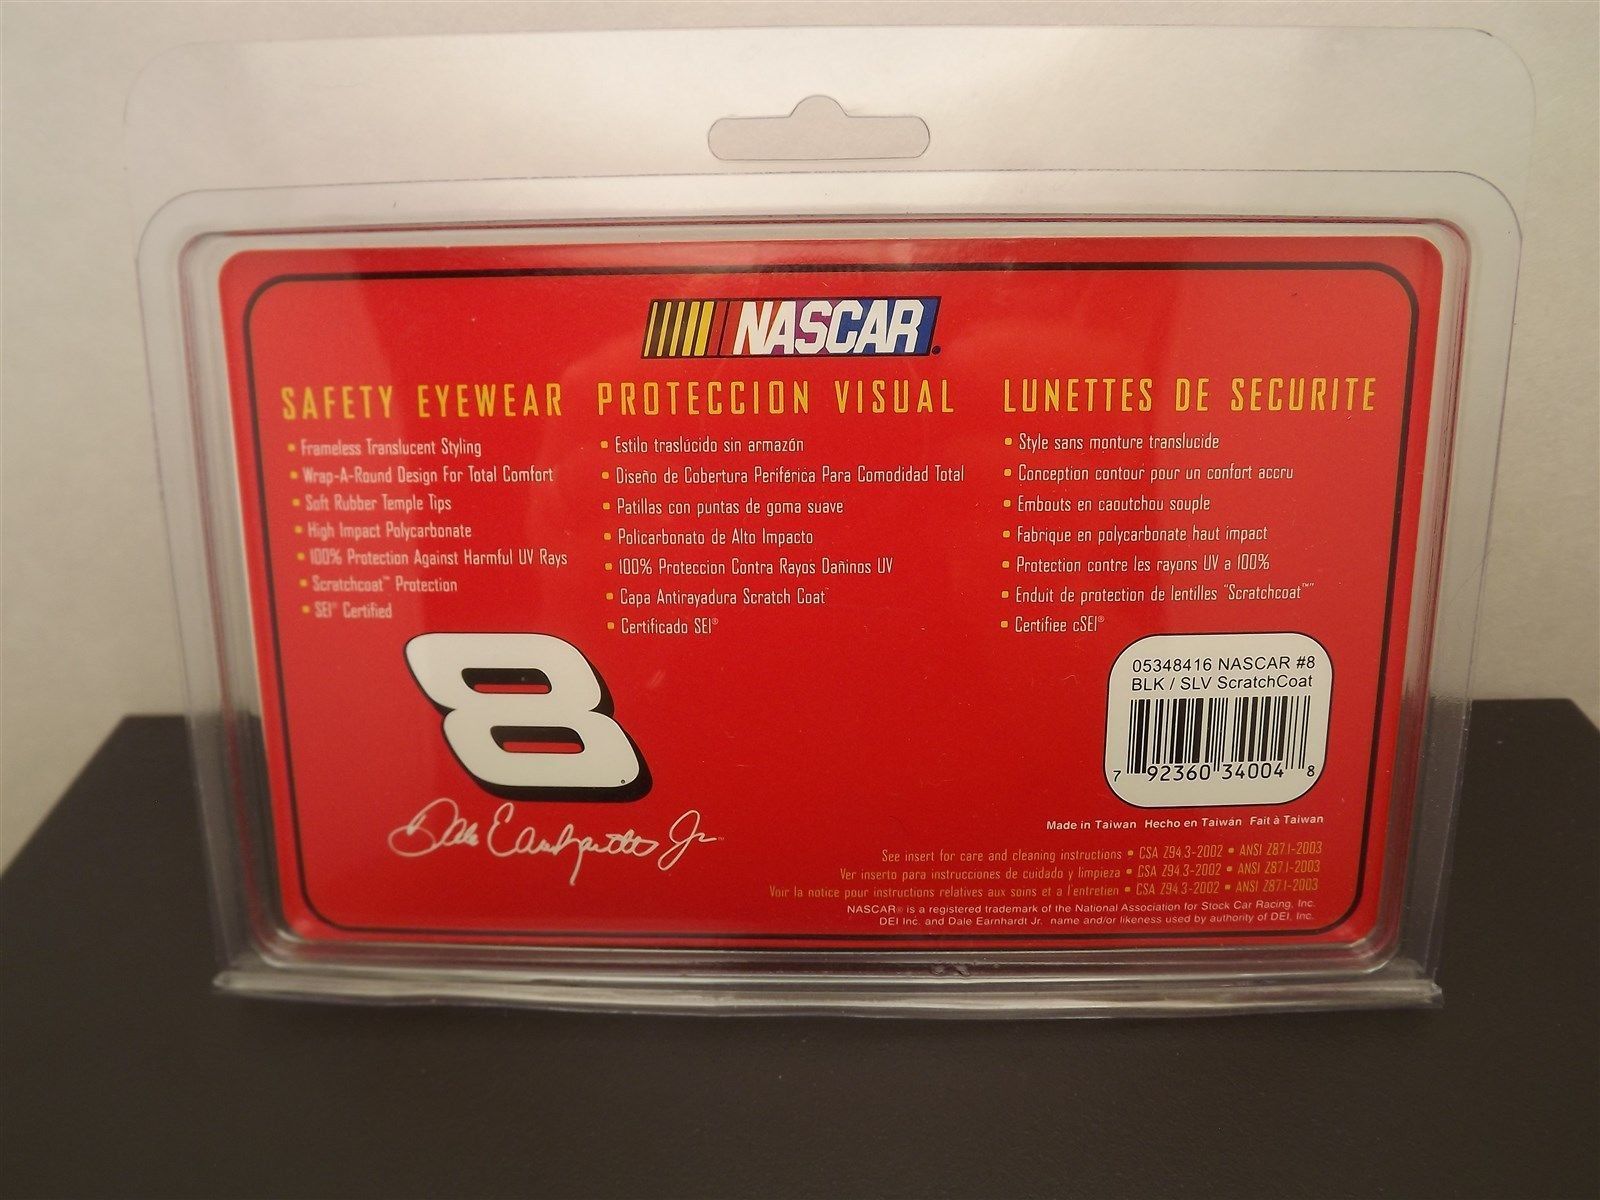 NASCAR.
SAFETY EYEWEAR
• Frameless Translucent Styling
• Wrap-A-Round Design For Total Comfort
• Soft Rubber Temple Tips
• High Impact Polycarbonate
• 100% Protection Against Harmful UV Rays
• Scratchcoat™ Protection
• SEI® Certified
PROTECCION VISUAL
• Estilo traslúcido sin armazón
• Diseño de Cobertura Periférica Para Comodidad Total
• Patillas con puntas de goma suave
• Policarbonato de Alto Impacto
• 100% Proteccion Contra Rayos Dañinos UV
• Capa Antirayadura Scratch Coat™
• Certificado SEI®
LUNETTES DE SECURITE
• Style sans monture translucide
• Conception contour pour un confort accru
• Embouts en caoutchou souple
• Fabrique en polycarbonate haut impact
• Protection contre les rayons UV a 100%
• Enduit de protection de lentilles "Scratchcoat™"
• Certifiee cSEI®
8
Dale Earnhardt Jr™
05348416 NASCAR #8
BLK / SLV ScratchCoat
7 92360 34004 8
Made in Taiwan Hecho en Taiwán Fait à Taiwan
See insert for care and cleaning instructions • CSA Z94.3-2002 • ANSI Z87.1-2003
Ver inserto para instrucciones de cuidado y limpieza • CSA Z94.3-2002 • ANSI Z87.1-2003
Voir la notice pour instructions relatives aux soins et a l'entretien • CSA Z94.3-2002 • ANSI Z87.1-2003
NASCAR® is a registered trademark of the National Association for Stock Car Racing, Inc.
DEI Inc. and Dale Earnhardt Jr. name and/or likeness used by authority of DEI, Inc.